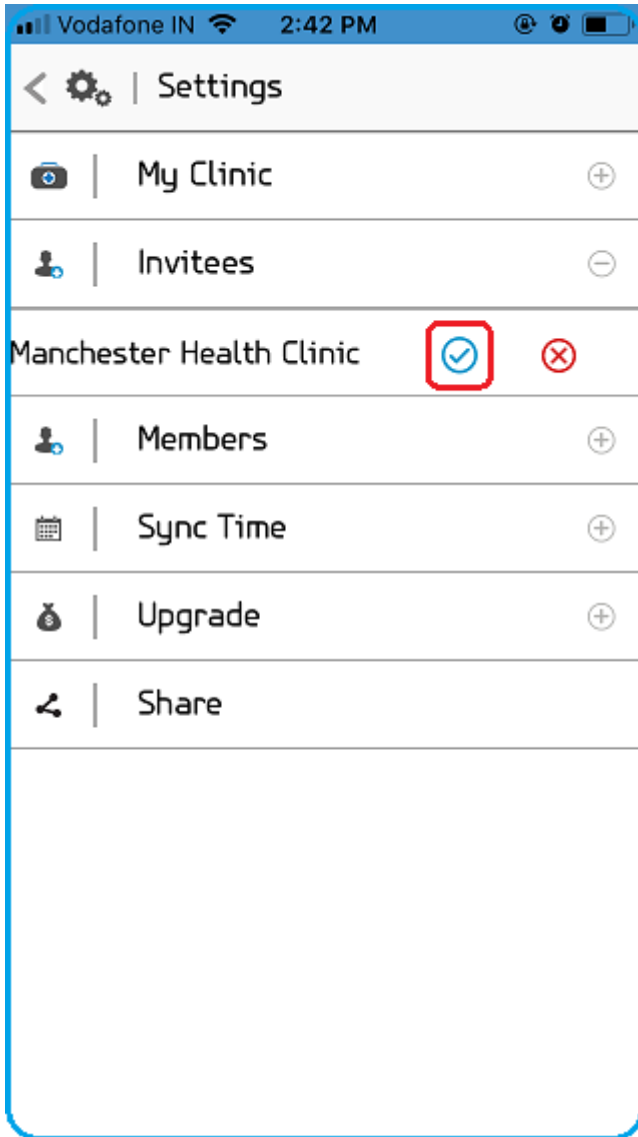 Vodafone IN 2:42 PM
Settings
My Clinic
Invitees
Manchester Health Clinic
Members
Sync Time
Upgrade
Share